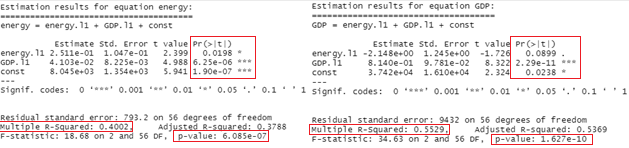 Estimation results for equation energy:
=======================================
energy = energy.l1 + GDP.l1 + const
Estimate Std. Error t value Pr(>|t|)
energy.l1 2.511e-01 1.047e-01 2.399 0.0198 *
GDP.l1 4.103e-02 8.225e-03 4.988 6.25e-06 ***
const 8.045e+03 1.354e+03 5.941 1.90e-07 ***
---
Signif. codes: 0 '***' 0.001 '**' 0.01 '*' 0.05 '.' 0.1 ' ' 1
Residual standard error: 793.2 on 56 degrees of freedom
Multiple R-Squared: 0.4002, Adjusted R-squared: 0.3788
F-statistic: 18.68 on 2 and 56 DF, p-value: 6.085e-07
Estimation results for equation GDP:
====================================
GDP = energy.l1 + GDP.l1 + const
Estimate Std. Error t value Pr(>|t|)
energy.l1 -2.148e+00 1.245e+00 -1.726 0.0899 .
GDP.l1 8.140e-01 9.781e-02 8.322 2.29e-11 ***
const 3.742e+04 1.610e+04 2.324 0.0238 *
---
Signif. codes: 0 '***' 0.001 '**' 0.01 '*' 0.05 '.' 0.1 ' ' 1
Residual standard error: 9432 on 56 degrees of freedom
Multiple R-Squared: 0.5529, Adjusted R-squared: 0.5369
F-statistic: 34.63 on 2 and 56 DF, p-value: 1.627e-10